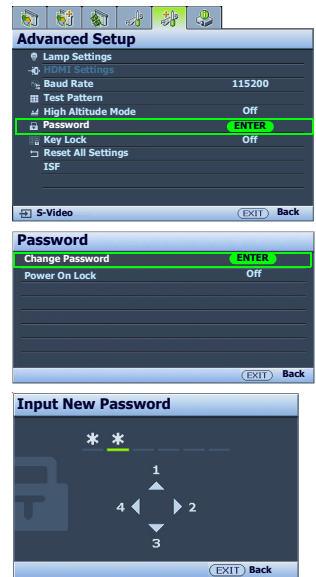 Advanced Setup
Lamp Settings
HDMI Settings
Baud Rate 115200
Test Pattern
High Altitude Mode Off
Password ENTER
Key Lock Off
Reset All Settings
ISF
S-Video EXIT Back
Password
Change Password ENTER
Power On Lock Off
EXIT Back
Input New Password
* *
1
4 2
3
EXIT Back